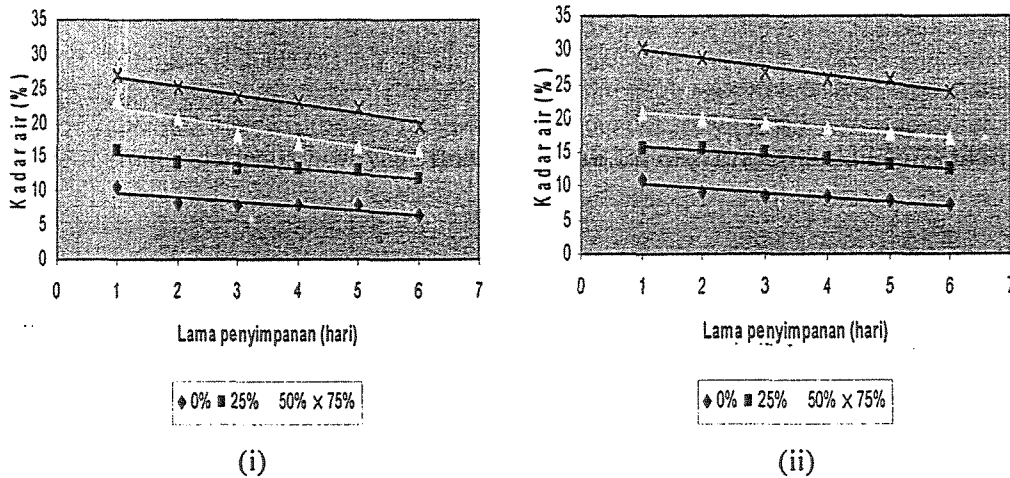 35
30
25
20
15
10
5
0
Kadar air (%)
0 1 2 3 4 5 6 7
Lama penyimpanan (hari)
◆ 0% ■ 25% 50% × 75%
(i)
35
30
25
20
15
10
5
0
Kadar air (%)
0 1 2 3 4 5 6 7
Lama penyimpanan (hari)
◆ 0% ■ 25% 50% × 75%
(ii)